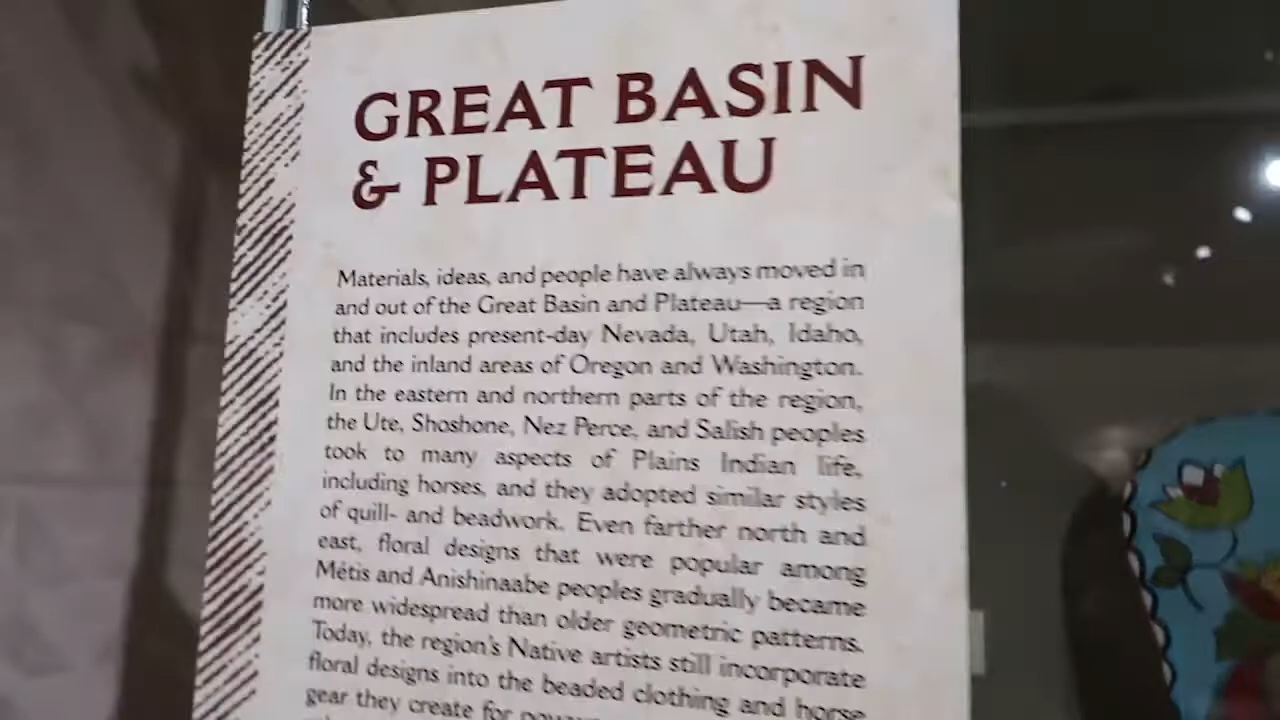 GREAT BASIN
& PLATEAU
Materials, ideas, and people have always moved in
and out of the Great Basin and Plateau—a region
that includes present-day Nevada, Utah, Idaho,
and the inland areas of Oregon and Washington.
In the eastern and northern parts of the region,
the Ute, Shoshone, Nez Perce, and Salish peoples
took to many aspects of Plains Indian life,
including horses, and they adopted similar styles
of quill- and beadwork. Even farther north and
east, floral designs that were popular among
Métis and Anishinaabe peoples gradually became
more widespread than older geometric patterns.
Today, the region's Native artists still incorporate
floral designs into the beaded clothing and horse
gear they create for